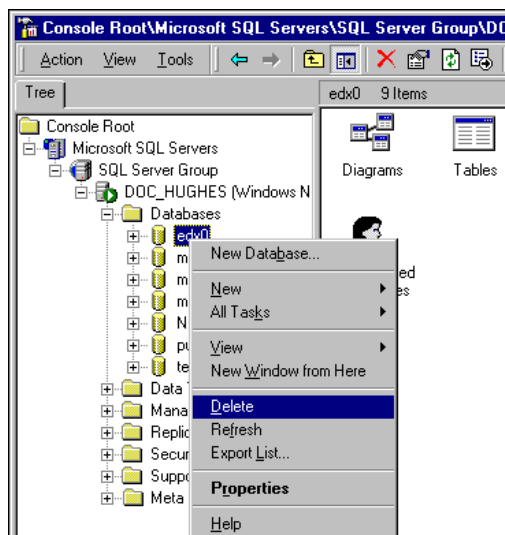 Console Root\Microsoft SQL Servers\SQL Server Group\DO
Action View Tools
Tree
edx0 9 Items
Console Root
Microsoft SQL Servers
SQL Server Group
DOC_HUGHES (Windows N
Databases
edx0
m
m
m
N
pu
te
Data
Mana
Replic
Secur
Suppo
Meta
Diagrams
Tables
ed
es
New Database...
New
All Tasks
View
New Window from Here
Delete
Refresh
Export List...
Properties
Help